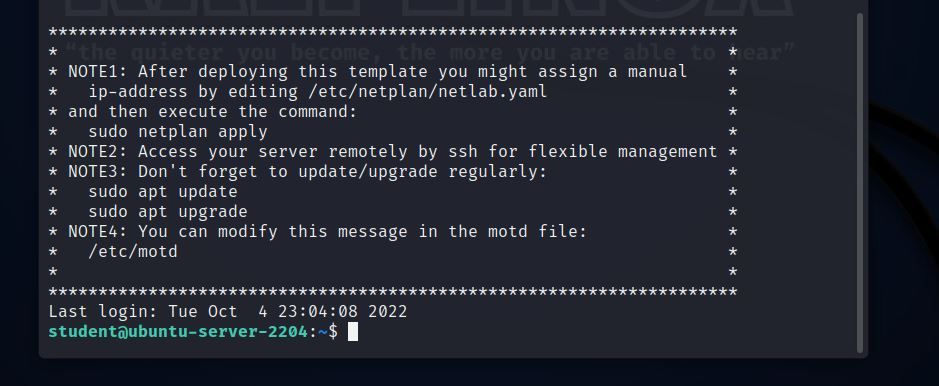 "the quieter you become, the more you are able to hear"
**********************************************************************
*                                                                    *
* NOTE1: After deploying this template you might assign a manual    *
*   ip-address by editing /etc/netplan/netlab.yaml                  *
* and then execute the command:                                     *
*   sudo netplan apply                                              *
* NOTE2: Access your server remotely by ssh for flexible management *
* NOTE3: Don't forget to update/upgrade regularly:                  *
*   sudo apt update                                                 *
*   sudo apt upgrade                                                *
* NOTE4: You can modify this message in the motd file:              *
*   /etc/motd                                                       *
*                                                                   *
**********************************************************************
Last login: Tue Oct  4 23:04:08 2022
student@ubuntu-server-2204:~$